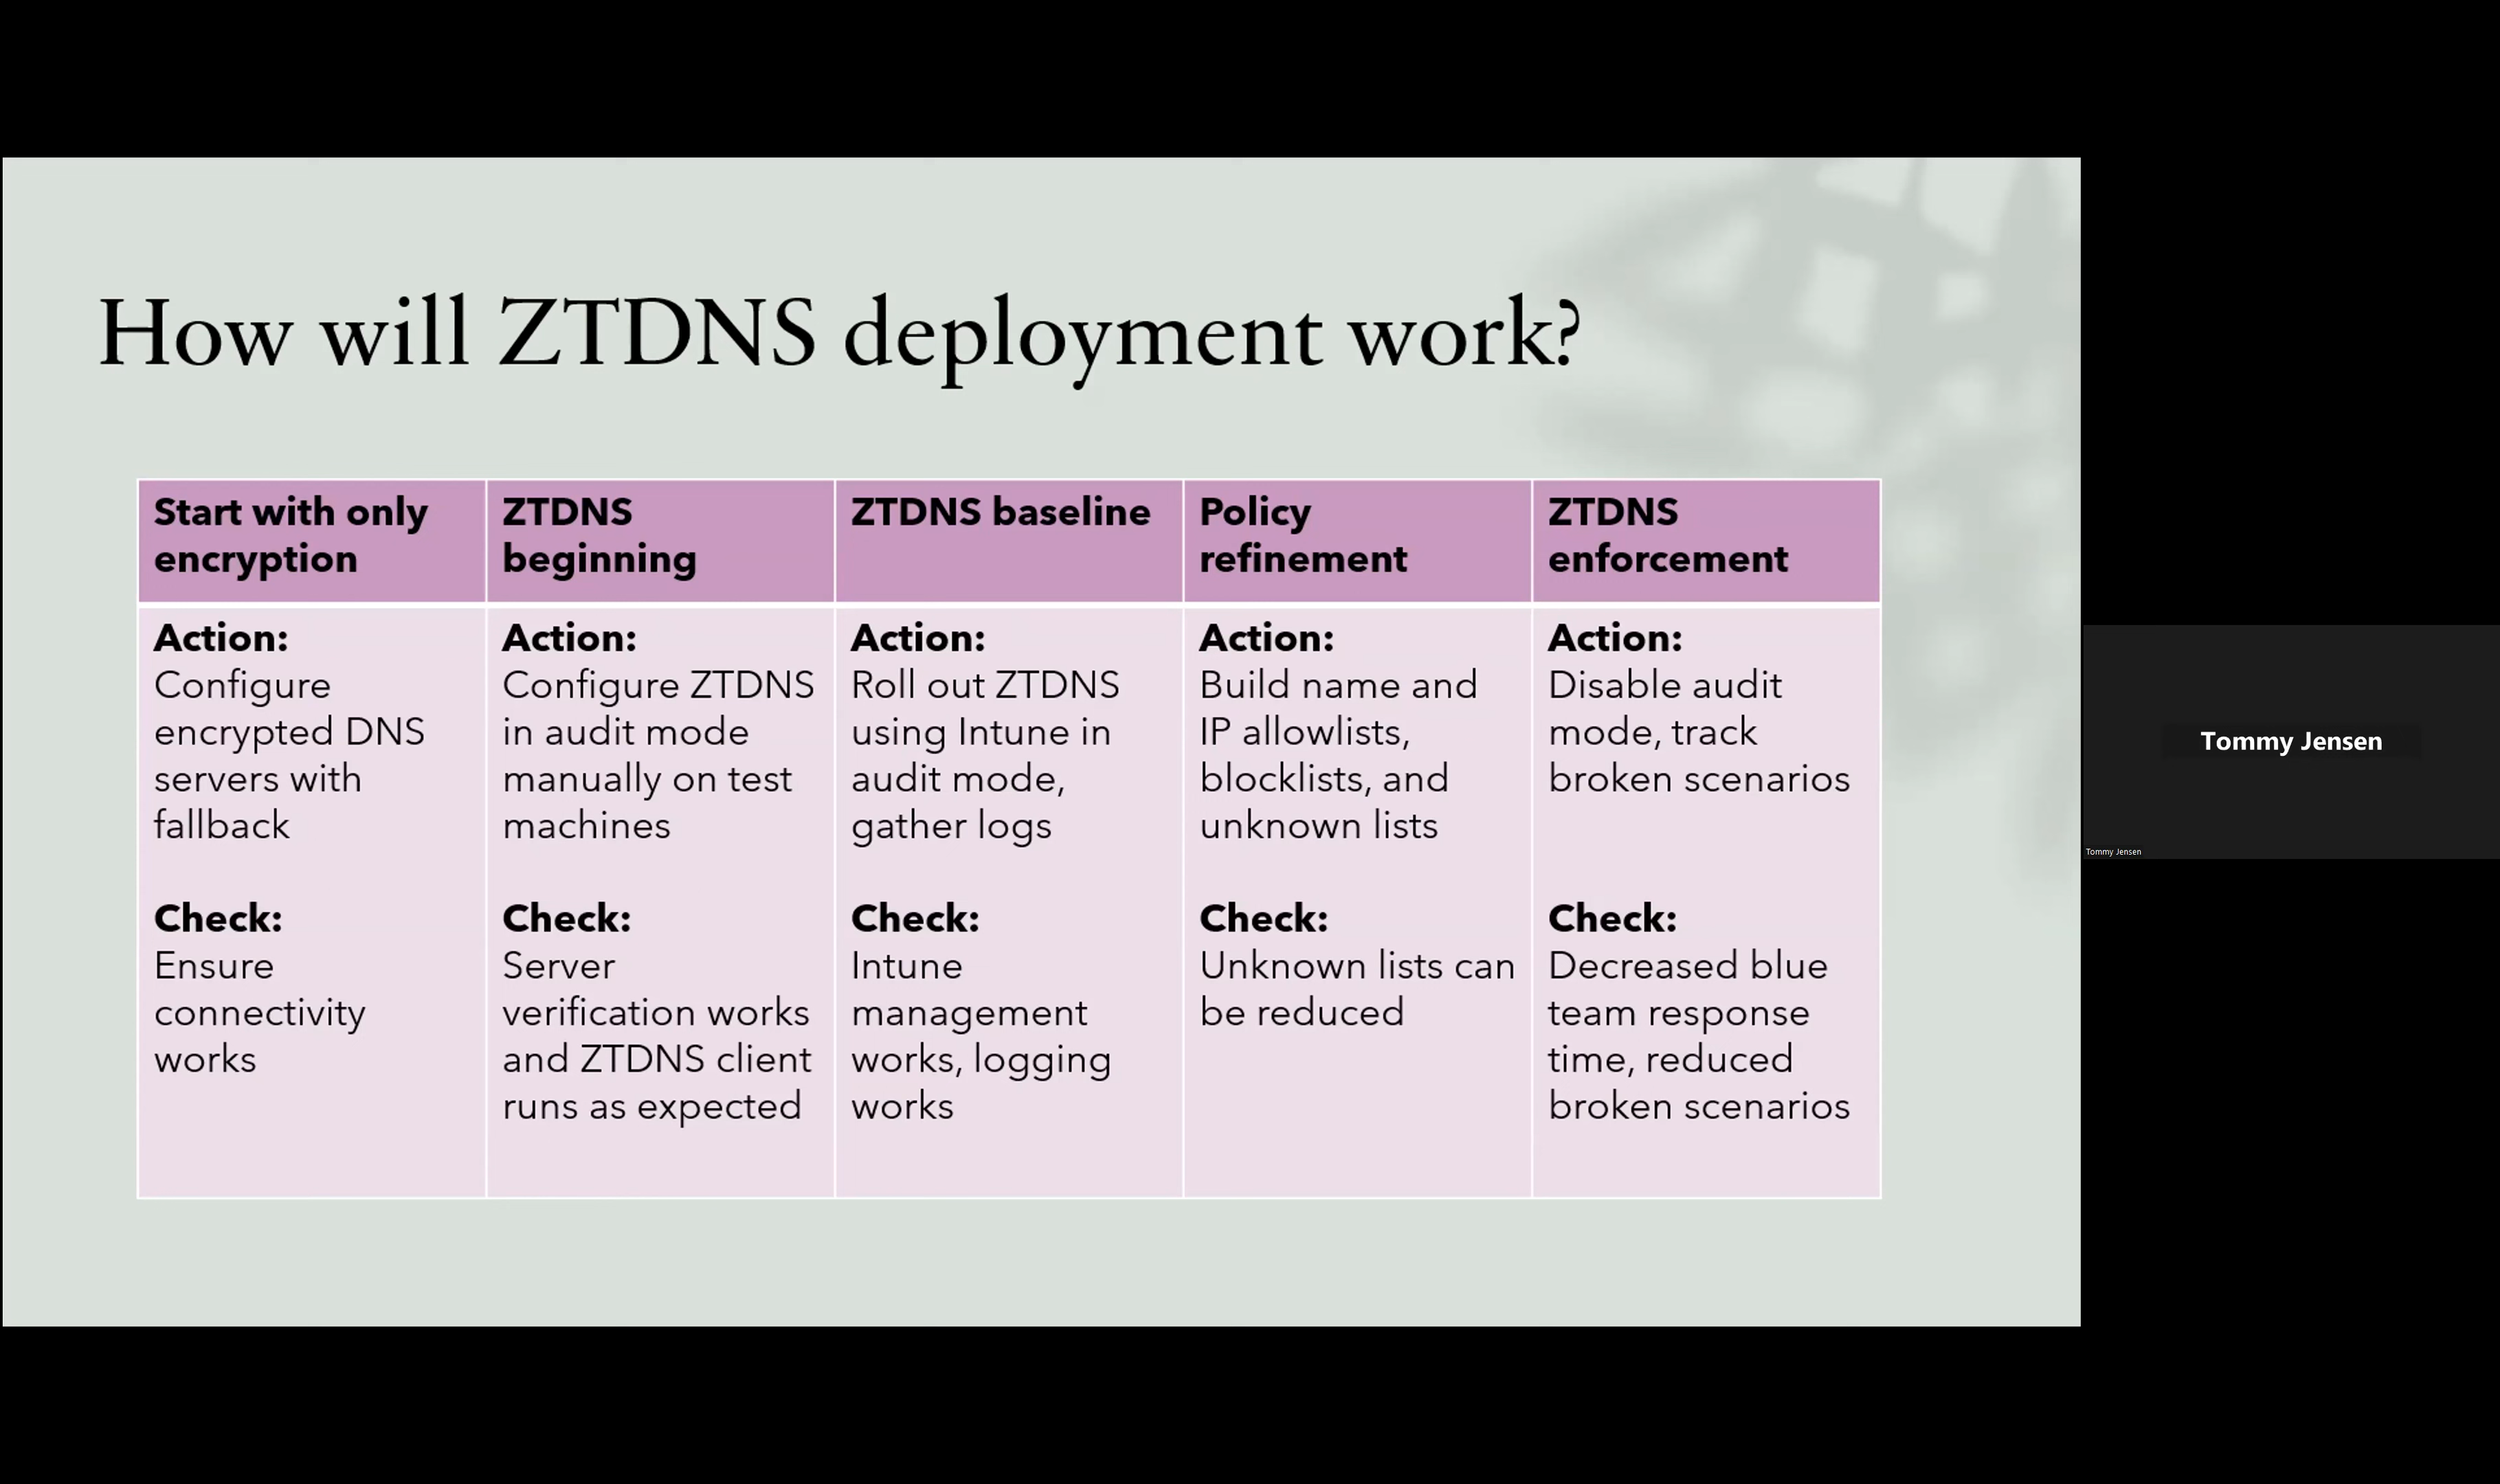 How will ZTDNS deployment work?
Start with only
encryption
ZTDNS
beginning
ZTDNS baseline
Policy
refinement
ZTDNS
enforcement
Action:
Configure
encrypted DNS
servers with
fallback
Check:
Ensure
connectivity
works
Action:
Configure ZTDNS
in audit mode
manually on test
machines
Check:
Server
verification works
and ZTDNS client
runs as expected
Action:
Roll out ZTDNS
using Intune in
audit mode,
gather logs
Check:
Intune
management
works, logging
works
Action:
Build name and
IP allowlists,
blocklists, and
unknown lists
Check:
Unknown lists can
be reduced
Action:
Disable audit
mode, track
broken scenarios
Check:
Decreased blue
team response
time, reduced
broken scenarios
Tommy Jensen
Tommy Jensen